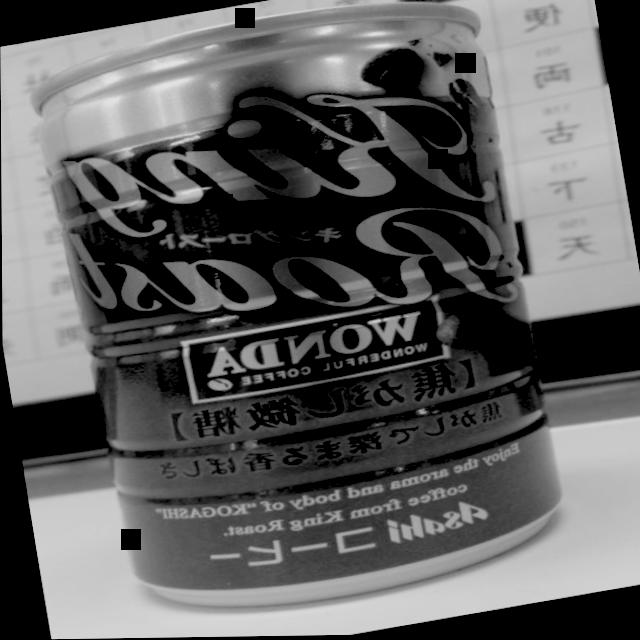 King
キングロースト
Roast
WONDA
WONDERFUL COFFEE
【焦がし微糖】
焦がして深まる香ばしさ
Enjoy the aroma and body of "KOGASHI"
coffee from King Roast.
Asahi コーヒー
両
古
下
天